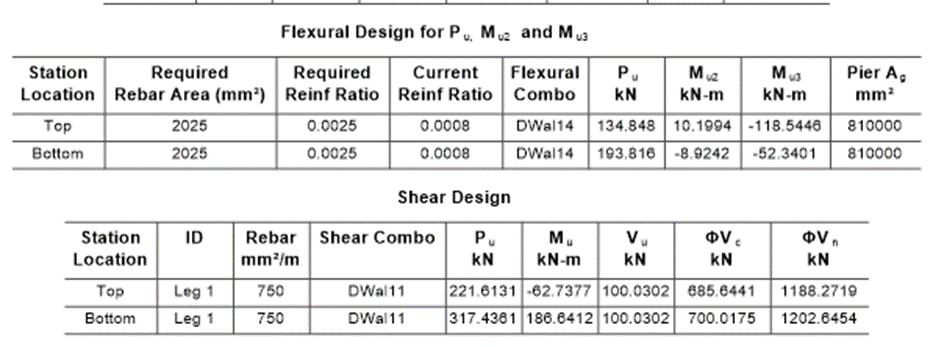 Flexural Design for Pu, Mu2 and Mu3
Station Location Required Rebar Area (mm²) Required Reinf Ratio Current Reinf Ratio Flexural Combo Pu kN Mu2 kN-m Mu3 kN-m Pier Ag mm²
Top 2025 0.0025 0.0008 DWal14 134.848 10.1994 -118.5446 810000
Bottom 2025 0.0025 0.0008 DWal14 193.816 -8.9242 -52.3401 810000
Shear Design
Station Location ID Rebar mm²/m Shear Combo Pu kN Mu kN-m Vu kN ΦVc kN ΦVn kN
Top Leg 1 750 DWal11 221.6131 -62.7377 100.0302 685.6441 1188.2719
Bottom Leg 1 750 DWal11 317.4361 186.6412 100.0302 700.0175 1202.6454